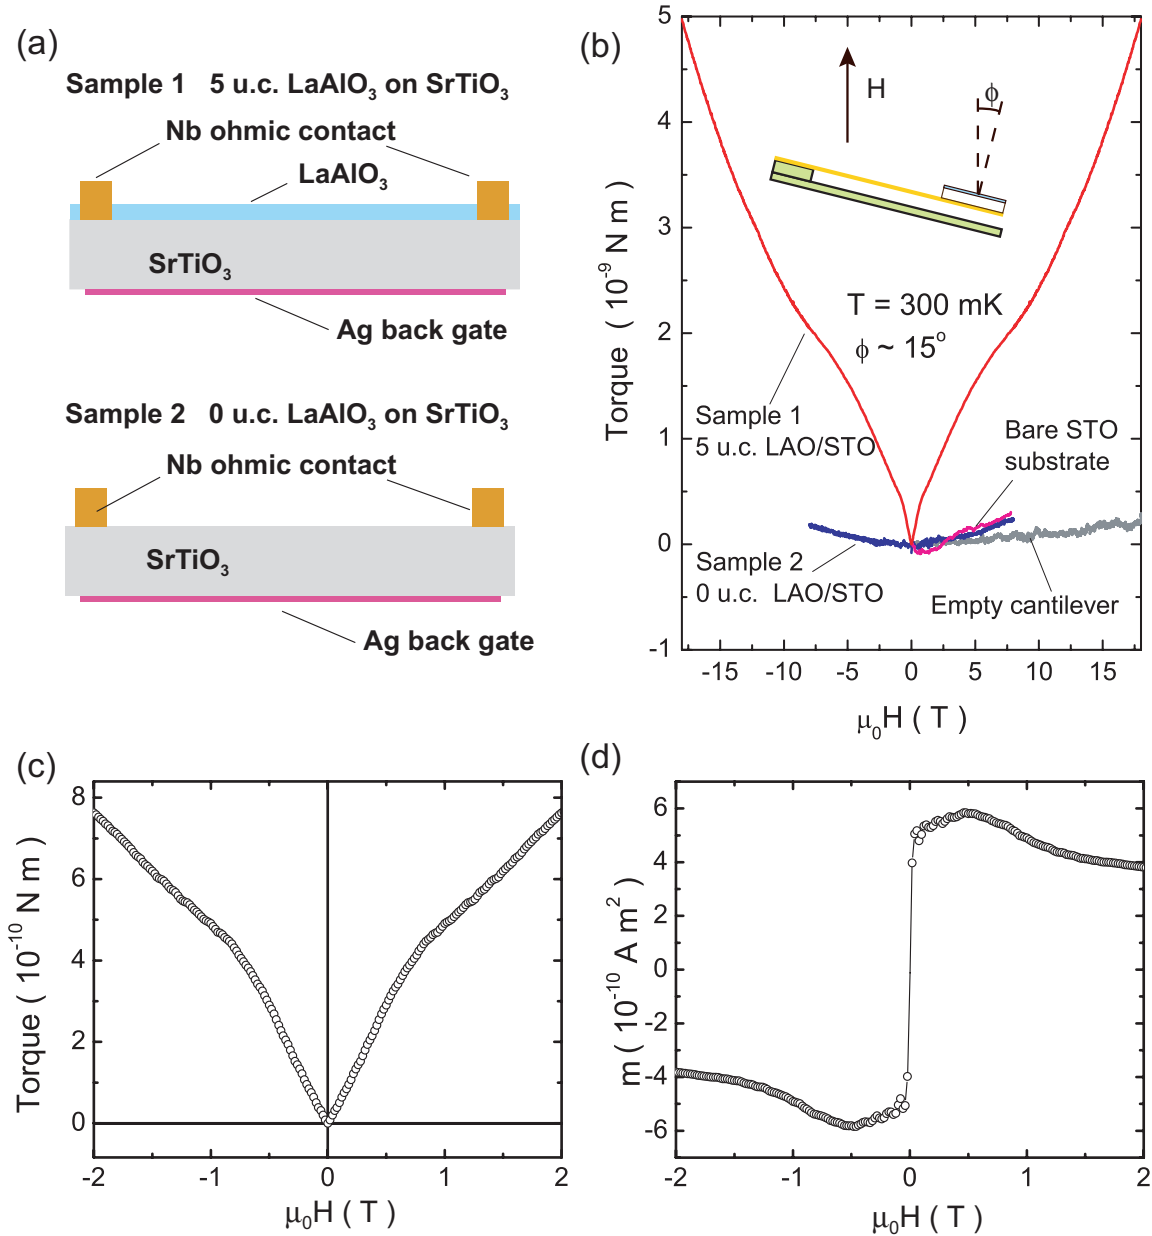 (a)
Sample 1 5 u.c. LaAlO₃ on SrTiO₃
Nb ohmic contact
LaAlO₃
SrTiO₃
Ag back gate
Sample 2 0 u.c. LaAlO₃ on SrTiO₃
Nb ohmic contact
SrTiO₃
Ag back gate
(b)
5
4
3
2
1
0
-1
Torque ( 10⁻⁹ N m )
H
ϕ
T = 300 mK
ϕ ~ 15°
Sample 1
5 u.c. LAO/STO
Bare STO
substrate
Sample 2
0 u.c. LAO/STO
Empty cantilever
-15 -10 -5 0 5 10 15
μ₀H ( T )
(c)
8
6
4
2
0
Torque ( 10⁻¹⁰ N m )
-2 -1 0 1 2
μ₀H ( T )
(d)
6
4
2
0
-2
-4
-6
m ( 10⁻¹⁰ A m² )
-2 -1 0 1 2
μ₀H ( T )